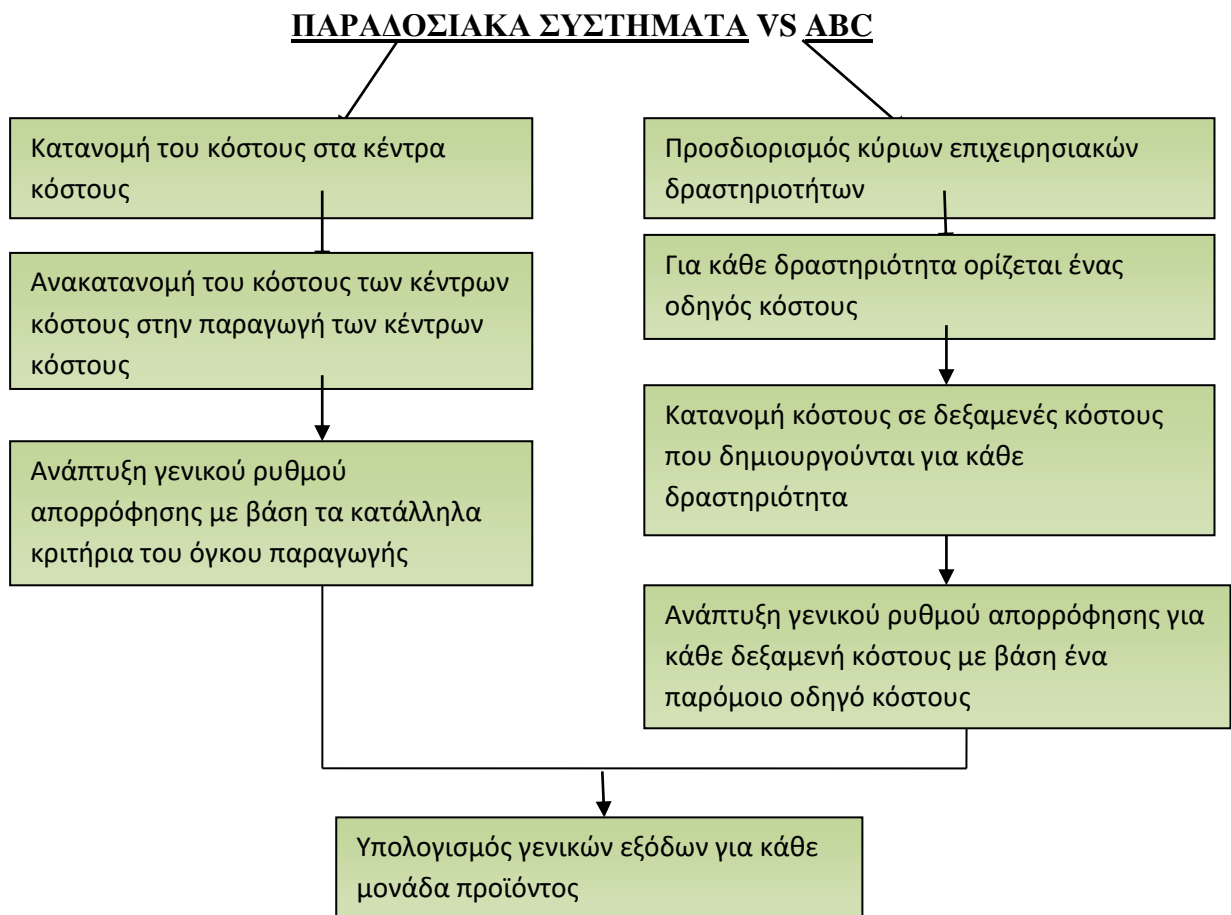 ΠΑΡΑΔΟΣΙΑΚΑ ΣΥΣΤΗΜΑΤΑ VS ABC
Κατανομή του κόστους στα κέντρα
κόστους
Ανακατανομή του κόστους των κέντρων
κόστους στην παραγωγή των κέντρων
κόστους
Ανάπτυξη γενικού ρυθμού
απορρόφησης με βάση τα κατάλληλα
κριτήρια του όγκου παραγωγής
Προσδιορισμός κύριων επιχειρησιακών
δραστηριοτήτων
Για κάθε δραστηριότητα ορίζεται ένας
οδηγός κόστους
Κατανομή κόστους σε δεξαμενές κόστους
που δημιουργούνται για κάθε
δραστηριότητα
Ανάπτυξη γενικού ρυθμού απορρόφησης για
κάθε δεξαμενή κόστους με βάση ένα
παρόμοιο οδηγό κόστους
Υπολογισμός γενικών εξόδων για κάθε
μονάδα προϊόντος